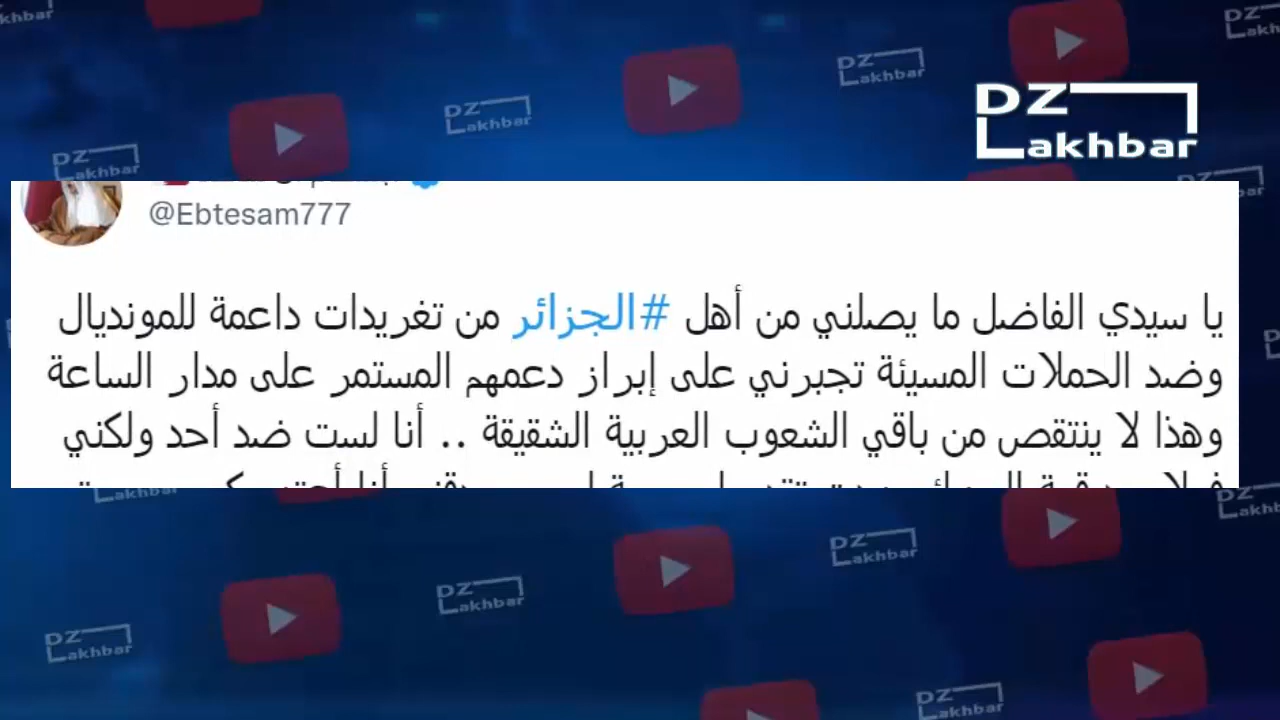 DZ
Lakhbar
@Ebtesam777
يا سيدي الفاضل ما يصلني من أهل #الجزائر من تغريدات داعمة للمونديال
وضد الحملات المسيئة تجبرني على إبراز دعمهم المستمر على مدار الساعة
وهذا لا ينتقص من باقي الشعوب العربية الشقيقة .. أنا لست ضد أحد ولكني